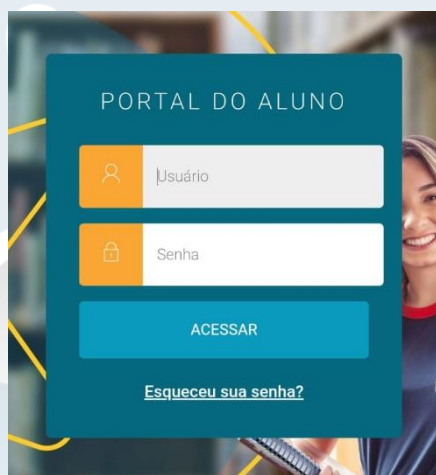 PORTAL DO ALUNO
Usuário
Senha
ACESSAR
Esqueceu sua senha?